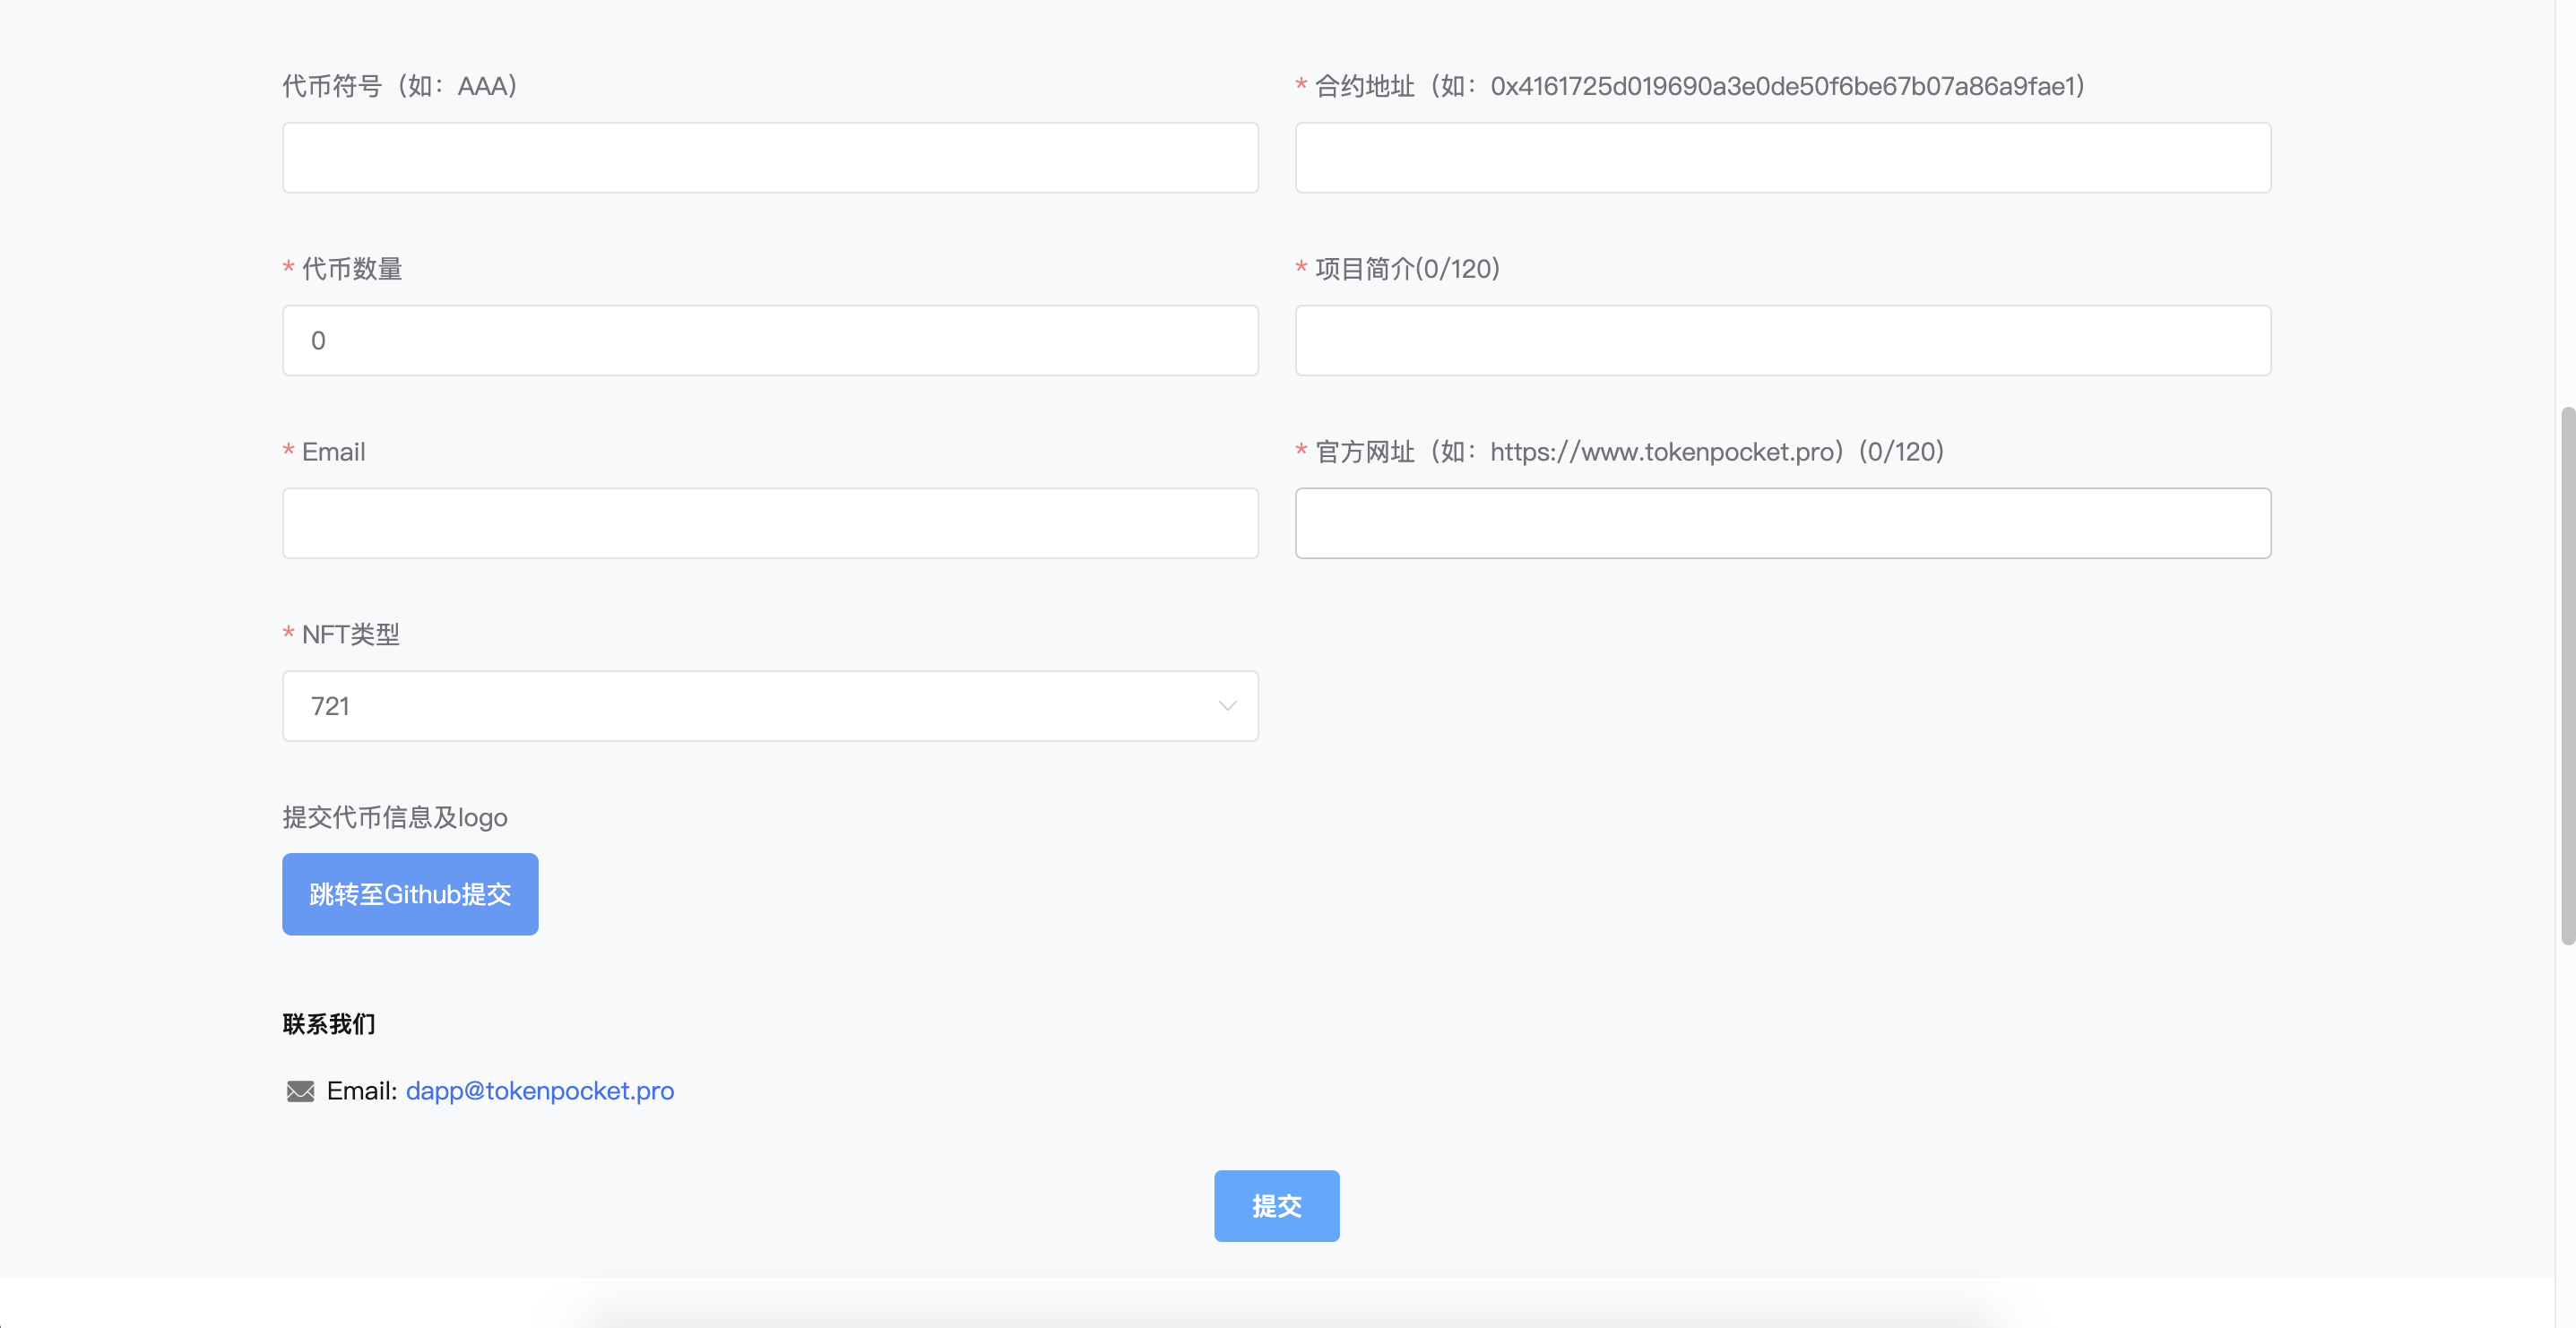 代币符号（如：AAA）
* 合约地址（如：0x4161725d019690a3e0de50f6be67b07a86a9fae1）
* 代币数量
* 项目简介(0/120)
0
* Email
* 官方网址（如：https://www.tokenpocket.pro）(0/120）
* NFT类型
721
提交代币信息及logo
跳转至Github提交
联系我们
Email: dapp@tokenpocket.pro
提交